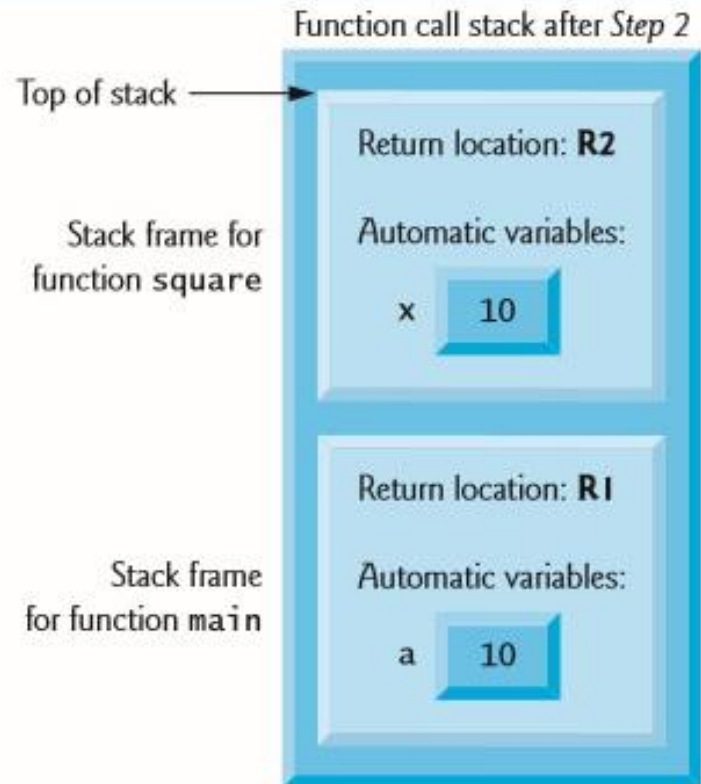 Function call stack after Step 2
Top of stack
Return location: R2
Stack frame for
function square
Automatic variables:
x 10
Return location: R1
Stack frame
for function main
Automatic variables:
a 10